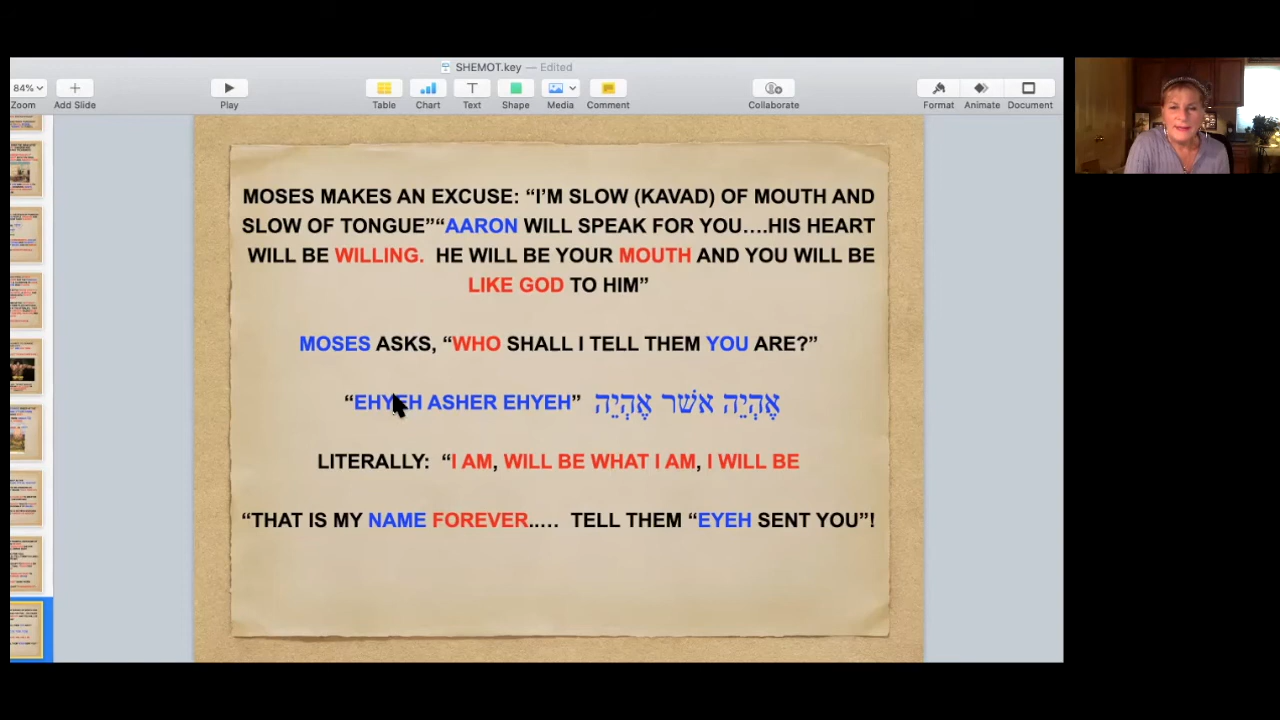 SHEMOT.key — Edited
84%
Zoom
Add Slide
Play
Table
Chart
Text
Shape
Media
Comment
Collaborate
Format
Animate
Document
MOSES MAKES AN EXCUSE: “I’M SLOW (KAVAD) OF MOUTH AND
SLOW OF TONGUE”“AARON WILL SPEAK FOR YOU….HIS HEART
WILL BE WILLING. HE WILL BE YOUR MOUTH AND YOU WILL BE
LIKE GOD TO HIM”
MOSES ASKS, “WHO SHALL I TELL THEM YOU ARE?”
“EHYEH ASHER EHYEH” אֶהְיֵה אשׁר אֶהְיֵה
LITERALLY: “I AM, WILL BE WHAT I AM, I WILL BE
“THAT IS MY NAME FOREVER..… TELL THEM “EYEH SENT YOU”!